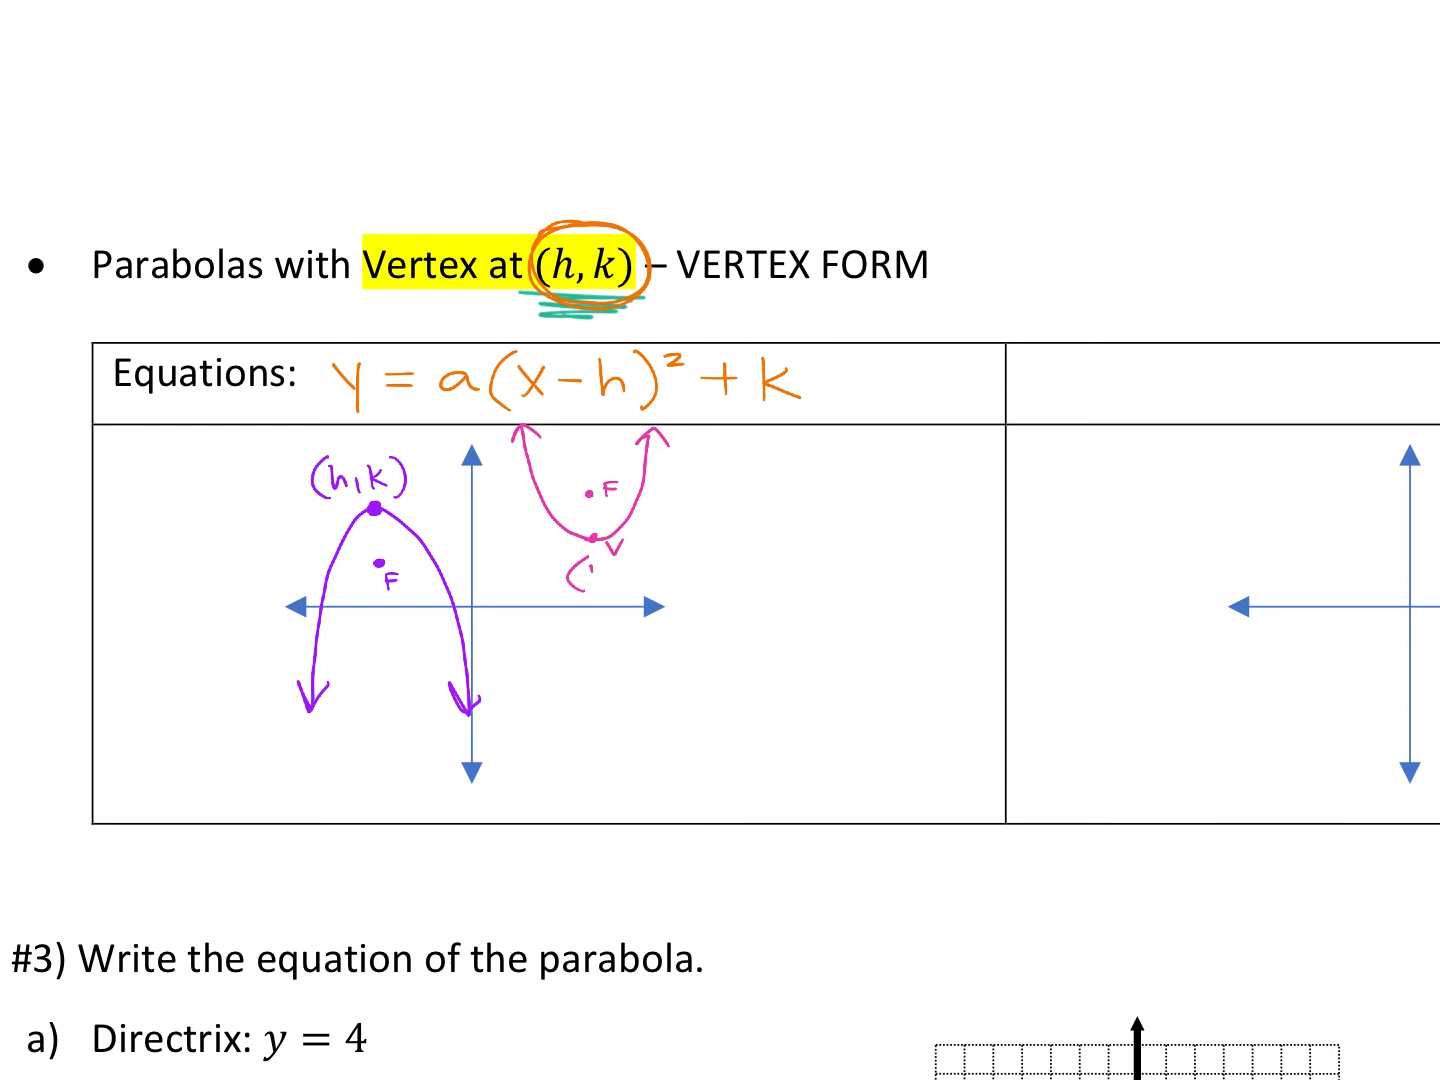 • Parabolas with Vertex at (h, k) – VERTEX FORM
Equations: y = a(x-h)² + k
(h,k)
F
F
V
(
#3) Write the equation of the parabola.
a) Directrix: y = 4